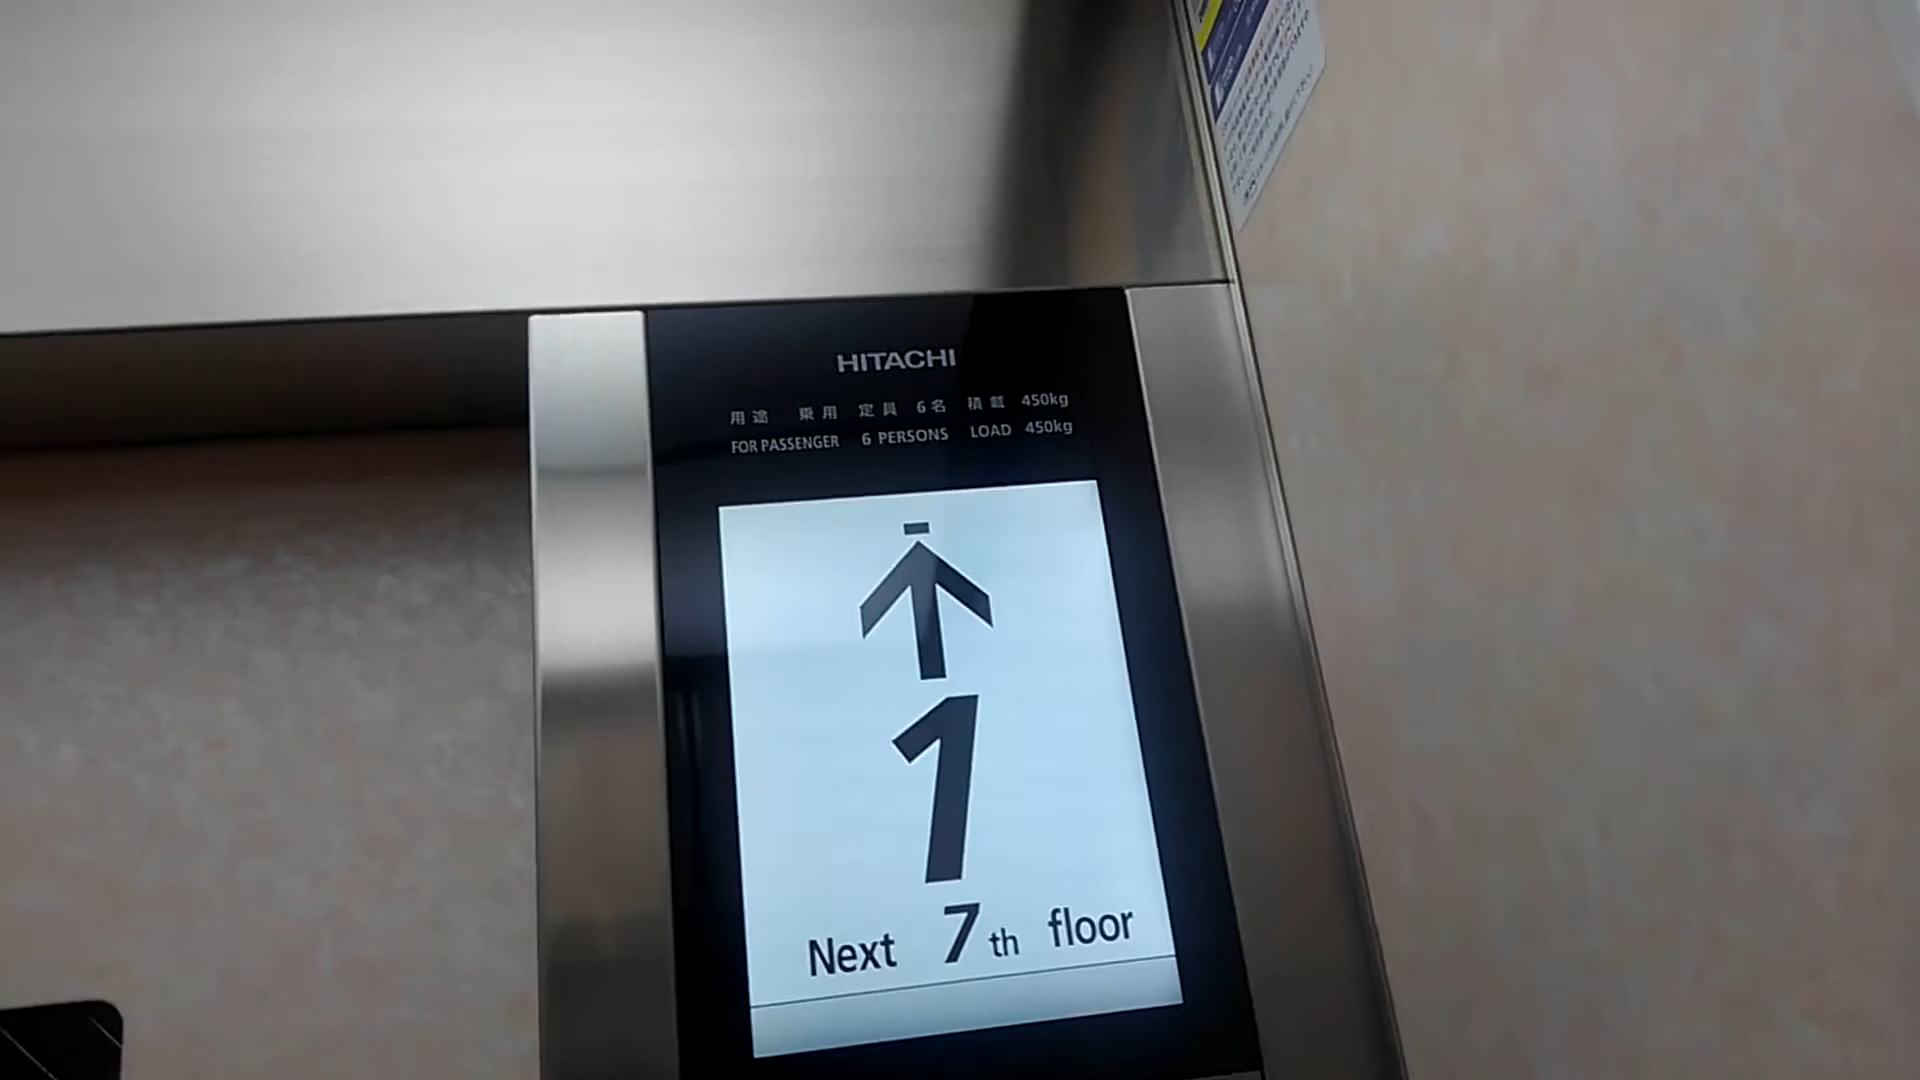 HITACHI
用途 乗用 定員 6名 積載 450kg
FOR PASSENGER 6 PERSONS LOAD 450kg
1
Next 7th floor